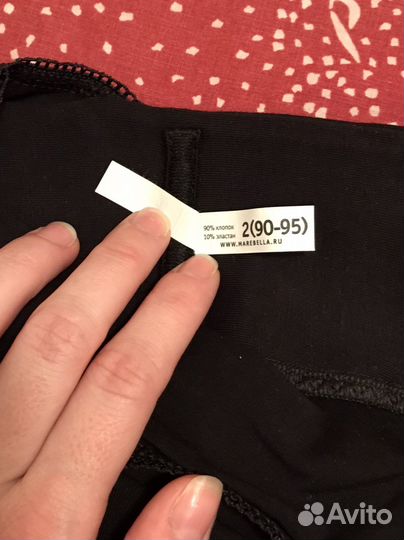 90% хлопок
10% эластан
2(90-95)
WWW.MAREBELLA.RU
Avito